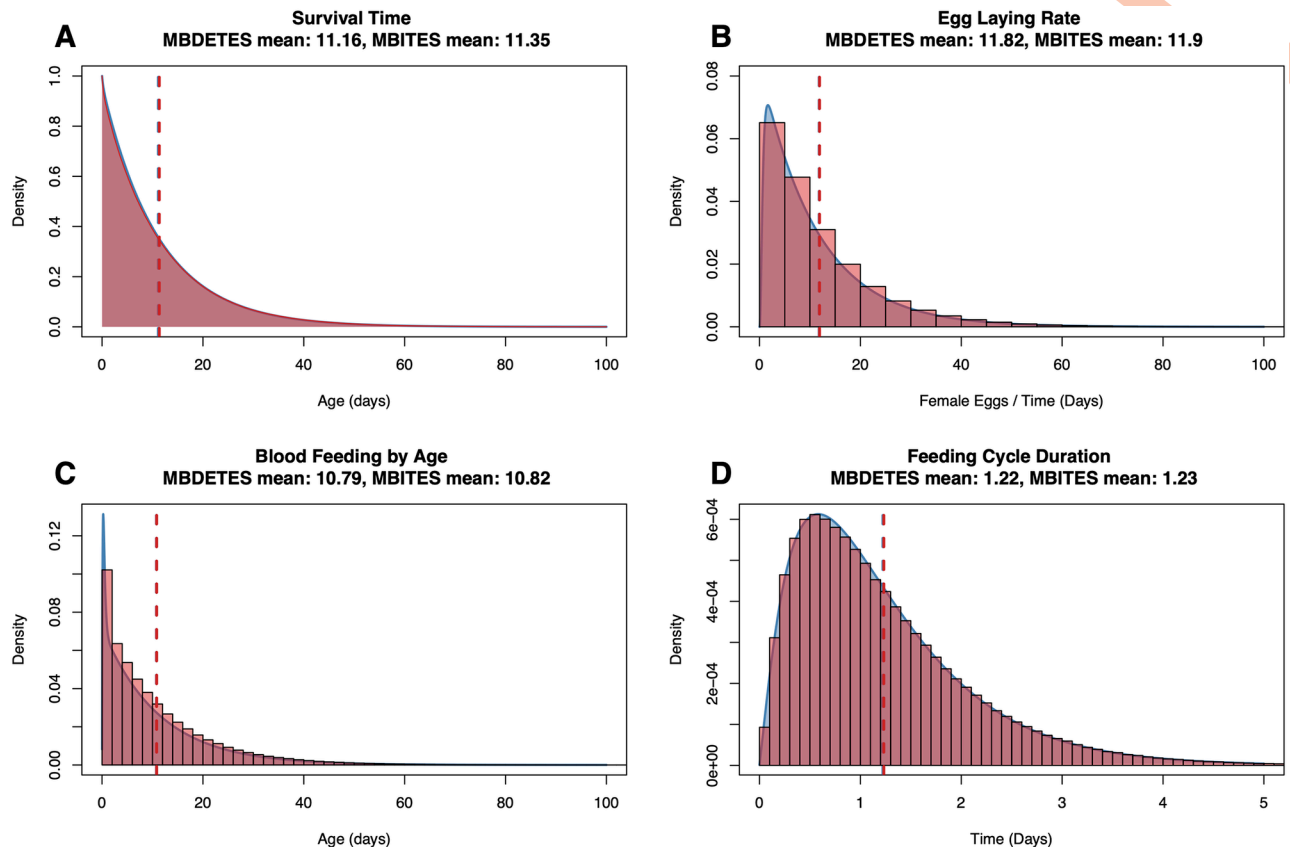 A
Survival Time
MBDETES mean: 11.16, MBITES mean: 11.35
Density
0.0
0.2
0.4
0.6
0.8
1.0
0
20
40
60
80
100
Age (days)
B
Egg Laying Rate
MBDETES mean: 11.82, MBITES mean: 11.9
Density
0.00
0.02
0.04
0.06
0.08
0
20
40
60
80
100
Female Eggs / Time (Days)
C
Blood Feeding by Age
MBDETES mean: 10.79, MBITES mean: 10.82
Density
0.00
0.04
0.08
0.12
0
20
40
60
80
100
Age (days)
D
Feeding Cycle Duration
MBDETES mean: 1.22, MBITES mean: 1.23
Density
0e+00
2e−04
4e−04
6e−04
0
1
2
3
4
5
Time (Days)